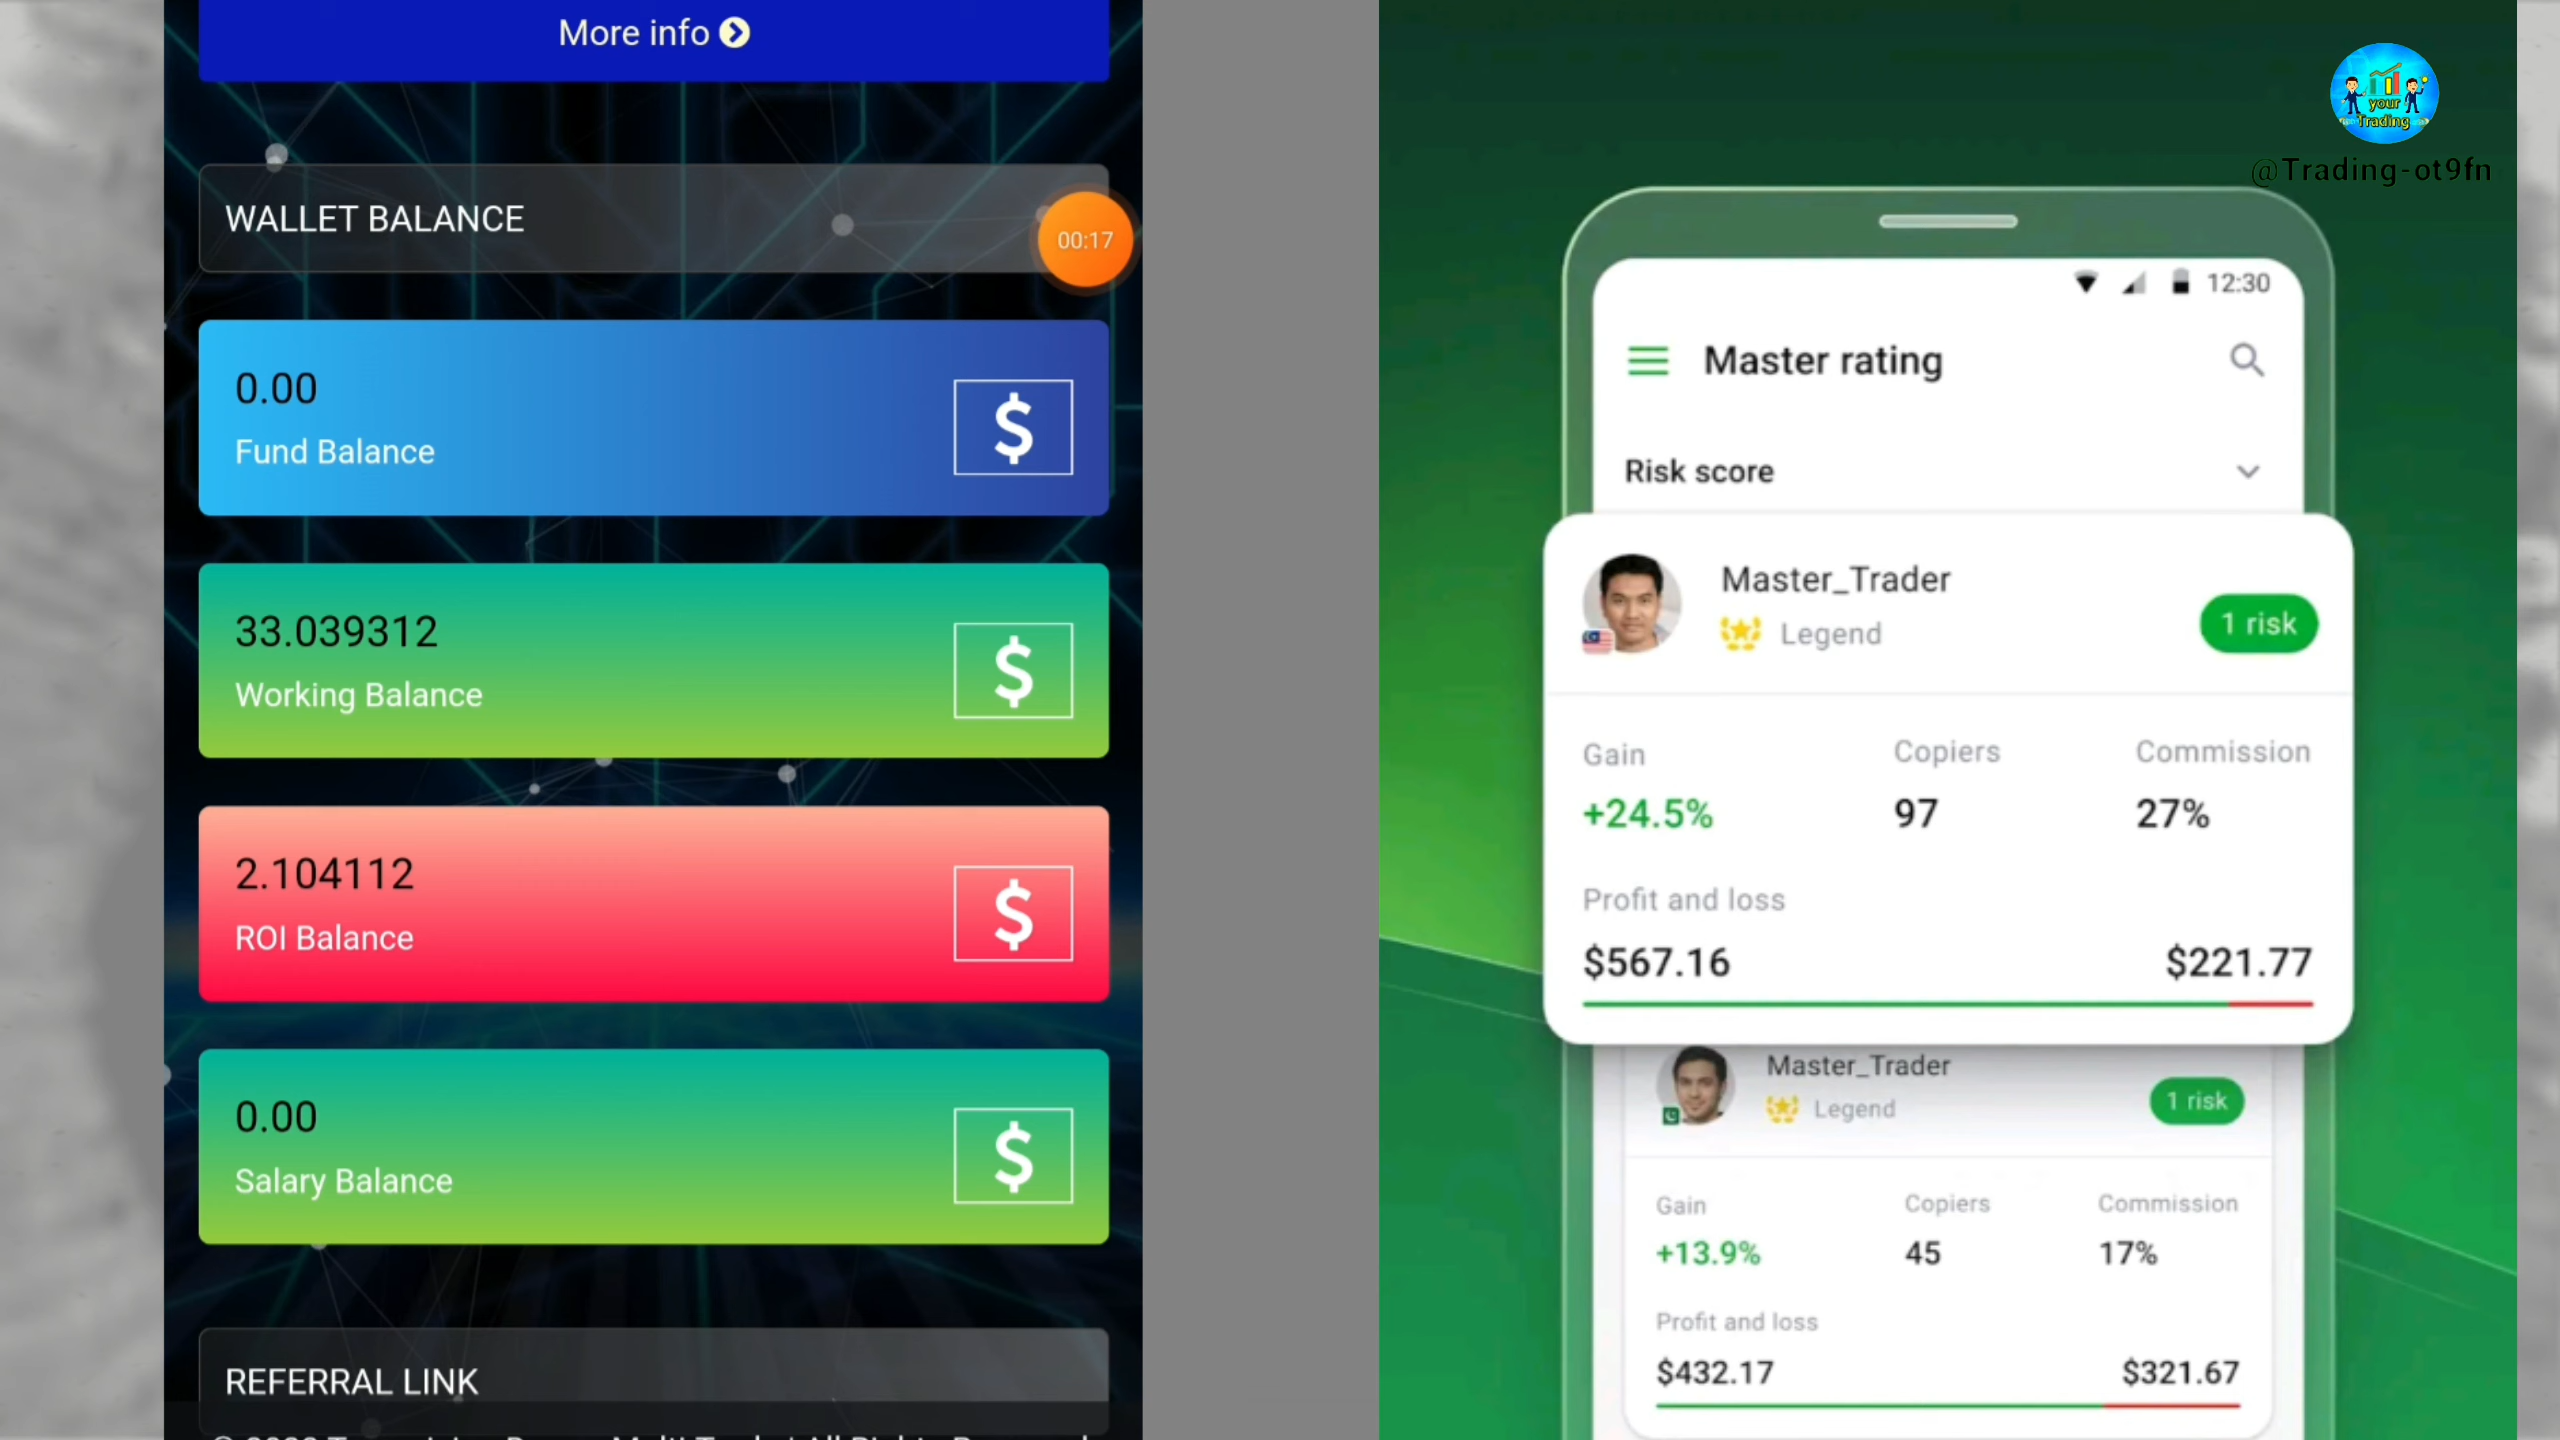 More info
WALLET BALANCE
00:17
0.00
Fund Balance
33.039312
Working Balance
2.104112
ROI Balance
0.00
Salary Balance
REFERRAL LINK
your
Trading
@Trading-ot9fn
12:30
Master rating
Risk score
Master_Trader
Legend
1 risk
Gain
Copiers
Commission
+24.5%
97
27%
Profit and loss
$567.16
$221.77
Master_Trader
Legend
1 risk
Gain
Copiers
Commission
+13.9%
45
17%
Profit and loss
$432.17
$321.67